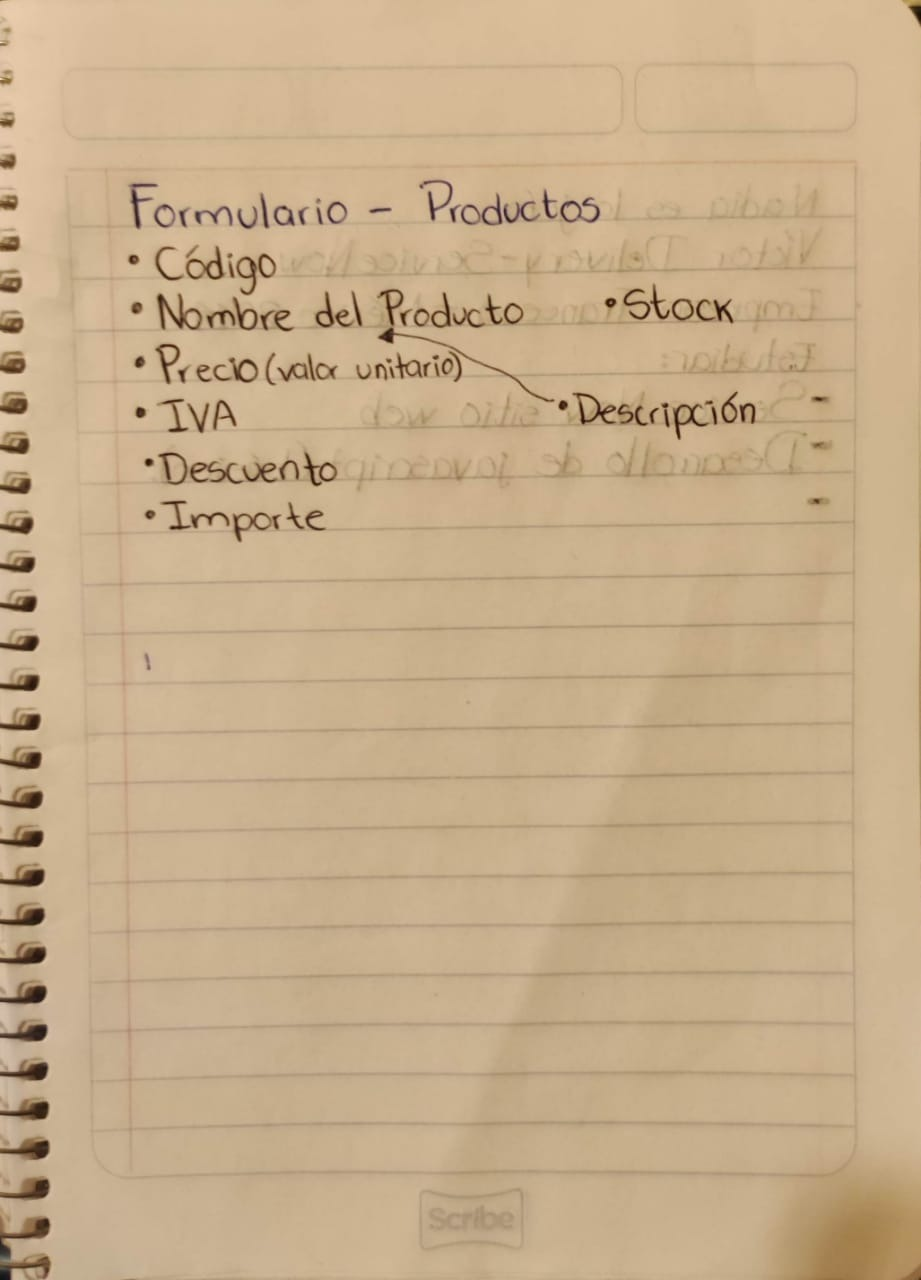 Formulario - Productos
• Código
• Nombre del Producto • Stock
• Precio (valor unitario)
• IVA • Descripción -
• Descuento -
• Importe -
Scribe